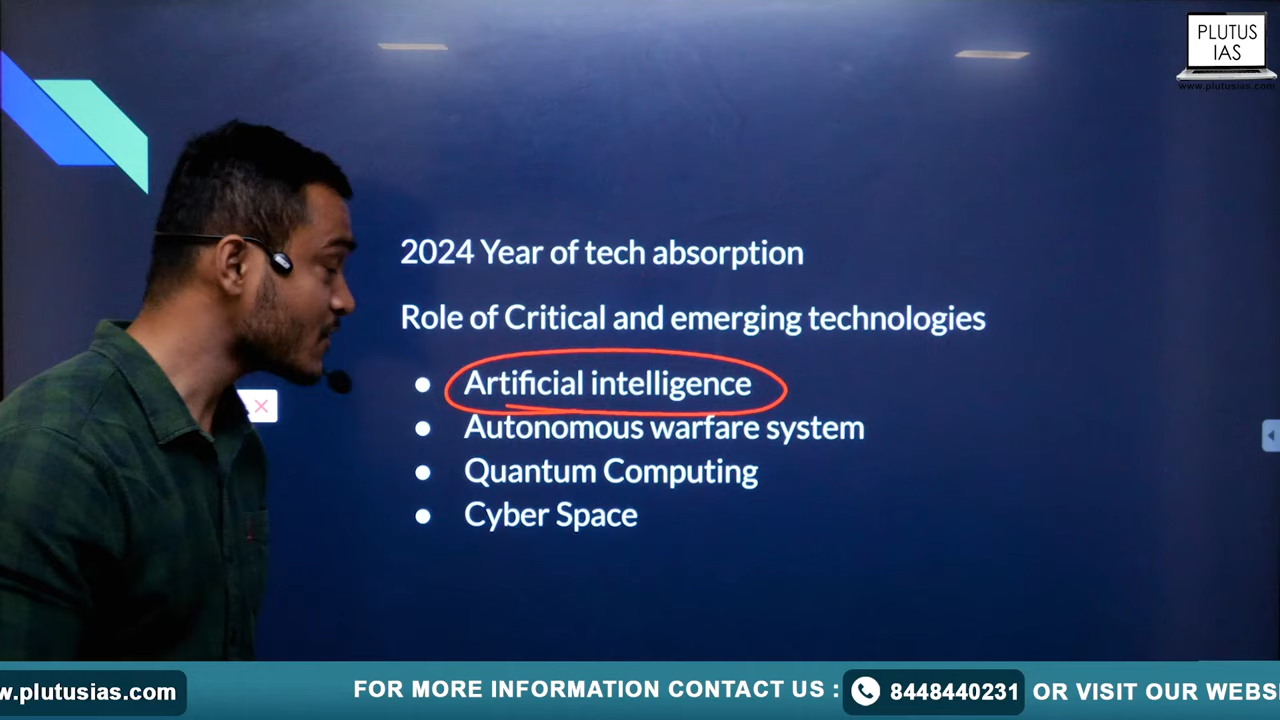 PLUTUS
IAS
www.plutusias.com
2024 Year of tech absorption
Role of Critical and emerging technologies
● Artificial intelligence
● Autonomous warfare system
● Quantum Computing
● Cyber Space
w.plutusias.com
FOR MORE INFORMATION CONTACT US : 8448440231 OR VISIT OUR WEBS